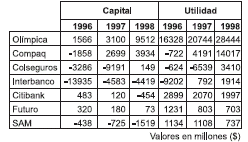 Capital Utilidad
1996 1997 1998 1996 1997 1998
Olímpica 1566 3100 9512 16328 20744 28444
Compaq -1858 2699 3934 -722 4191 14017
Colseguros -3286 -9191 149 -624 -6539 3410
Interbanco -13935 -4583 -4419 -9202 792 1914
Citibank 483 120 -454 2899 2070 1997
Futuro 320 180 73 1231 803 703
SAM -438 -725 -1519 1134 1108 737
Valores en millones ($)